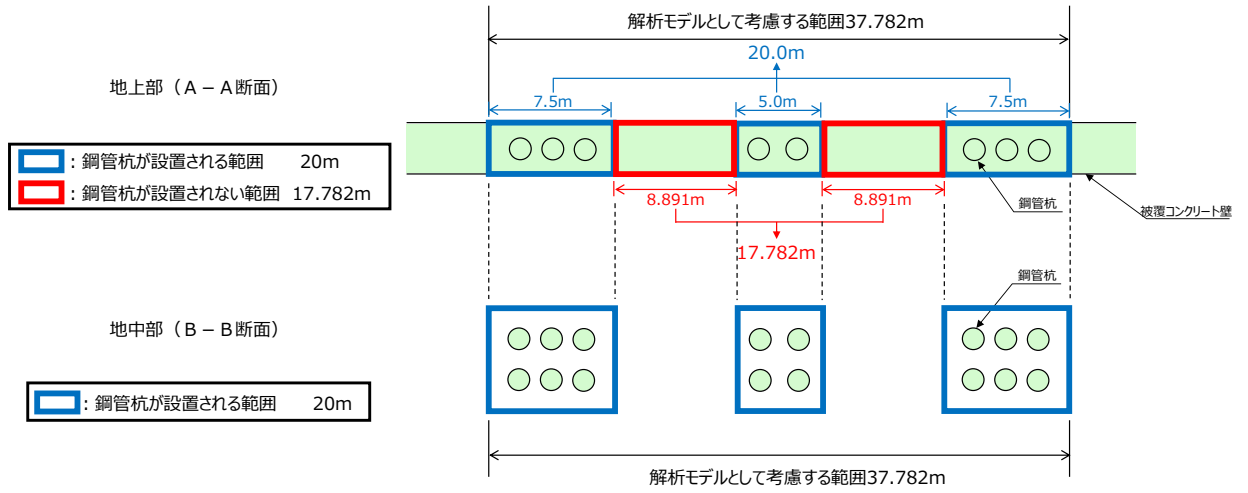 解析モデルとして考慮する範囲37.782m
20.0m
地上部（A－A断面）
7.5m
5.0m
7.5m
：鋼管杭が設置される範囲 20m
：鋼管杭が設置されない範囲 17.782m
8.891m
8.891m
鋼管杭
被覆コンクリート壁
17.782m
鋼管杭
地中部（B－B断面）
：鋼管杭が設置される範囲 20m
解析モデルとして考慮する範囲37.782m